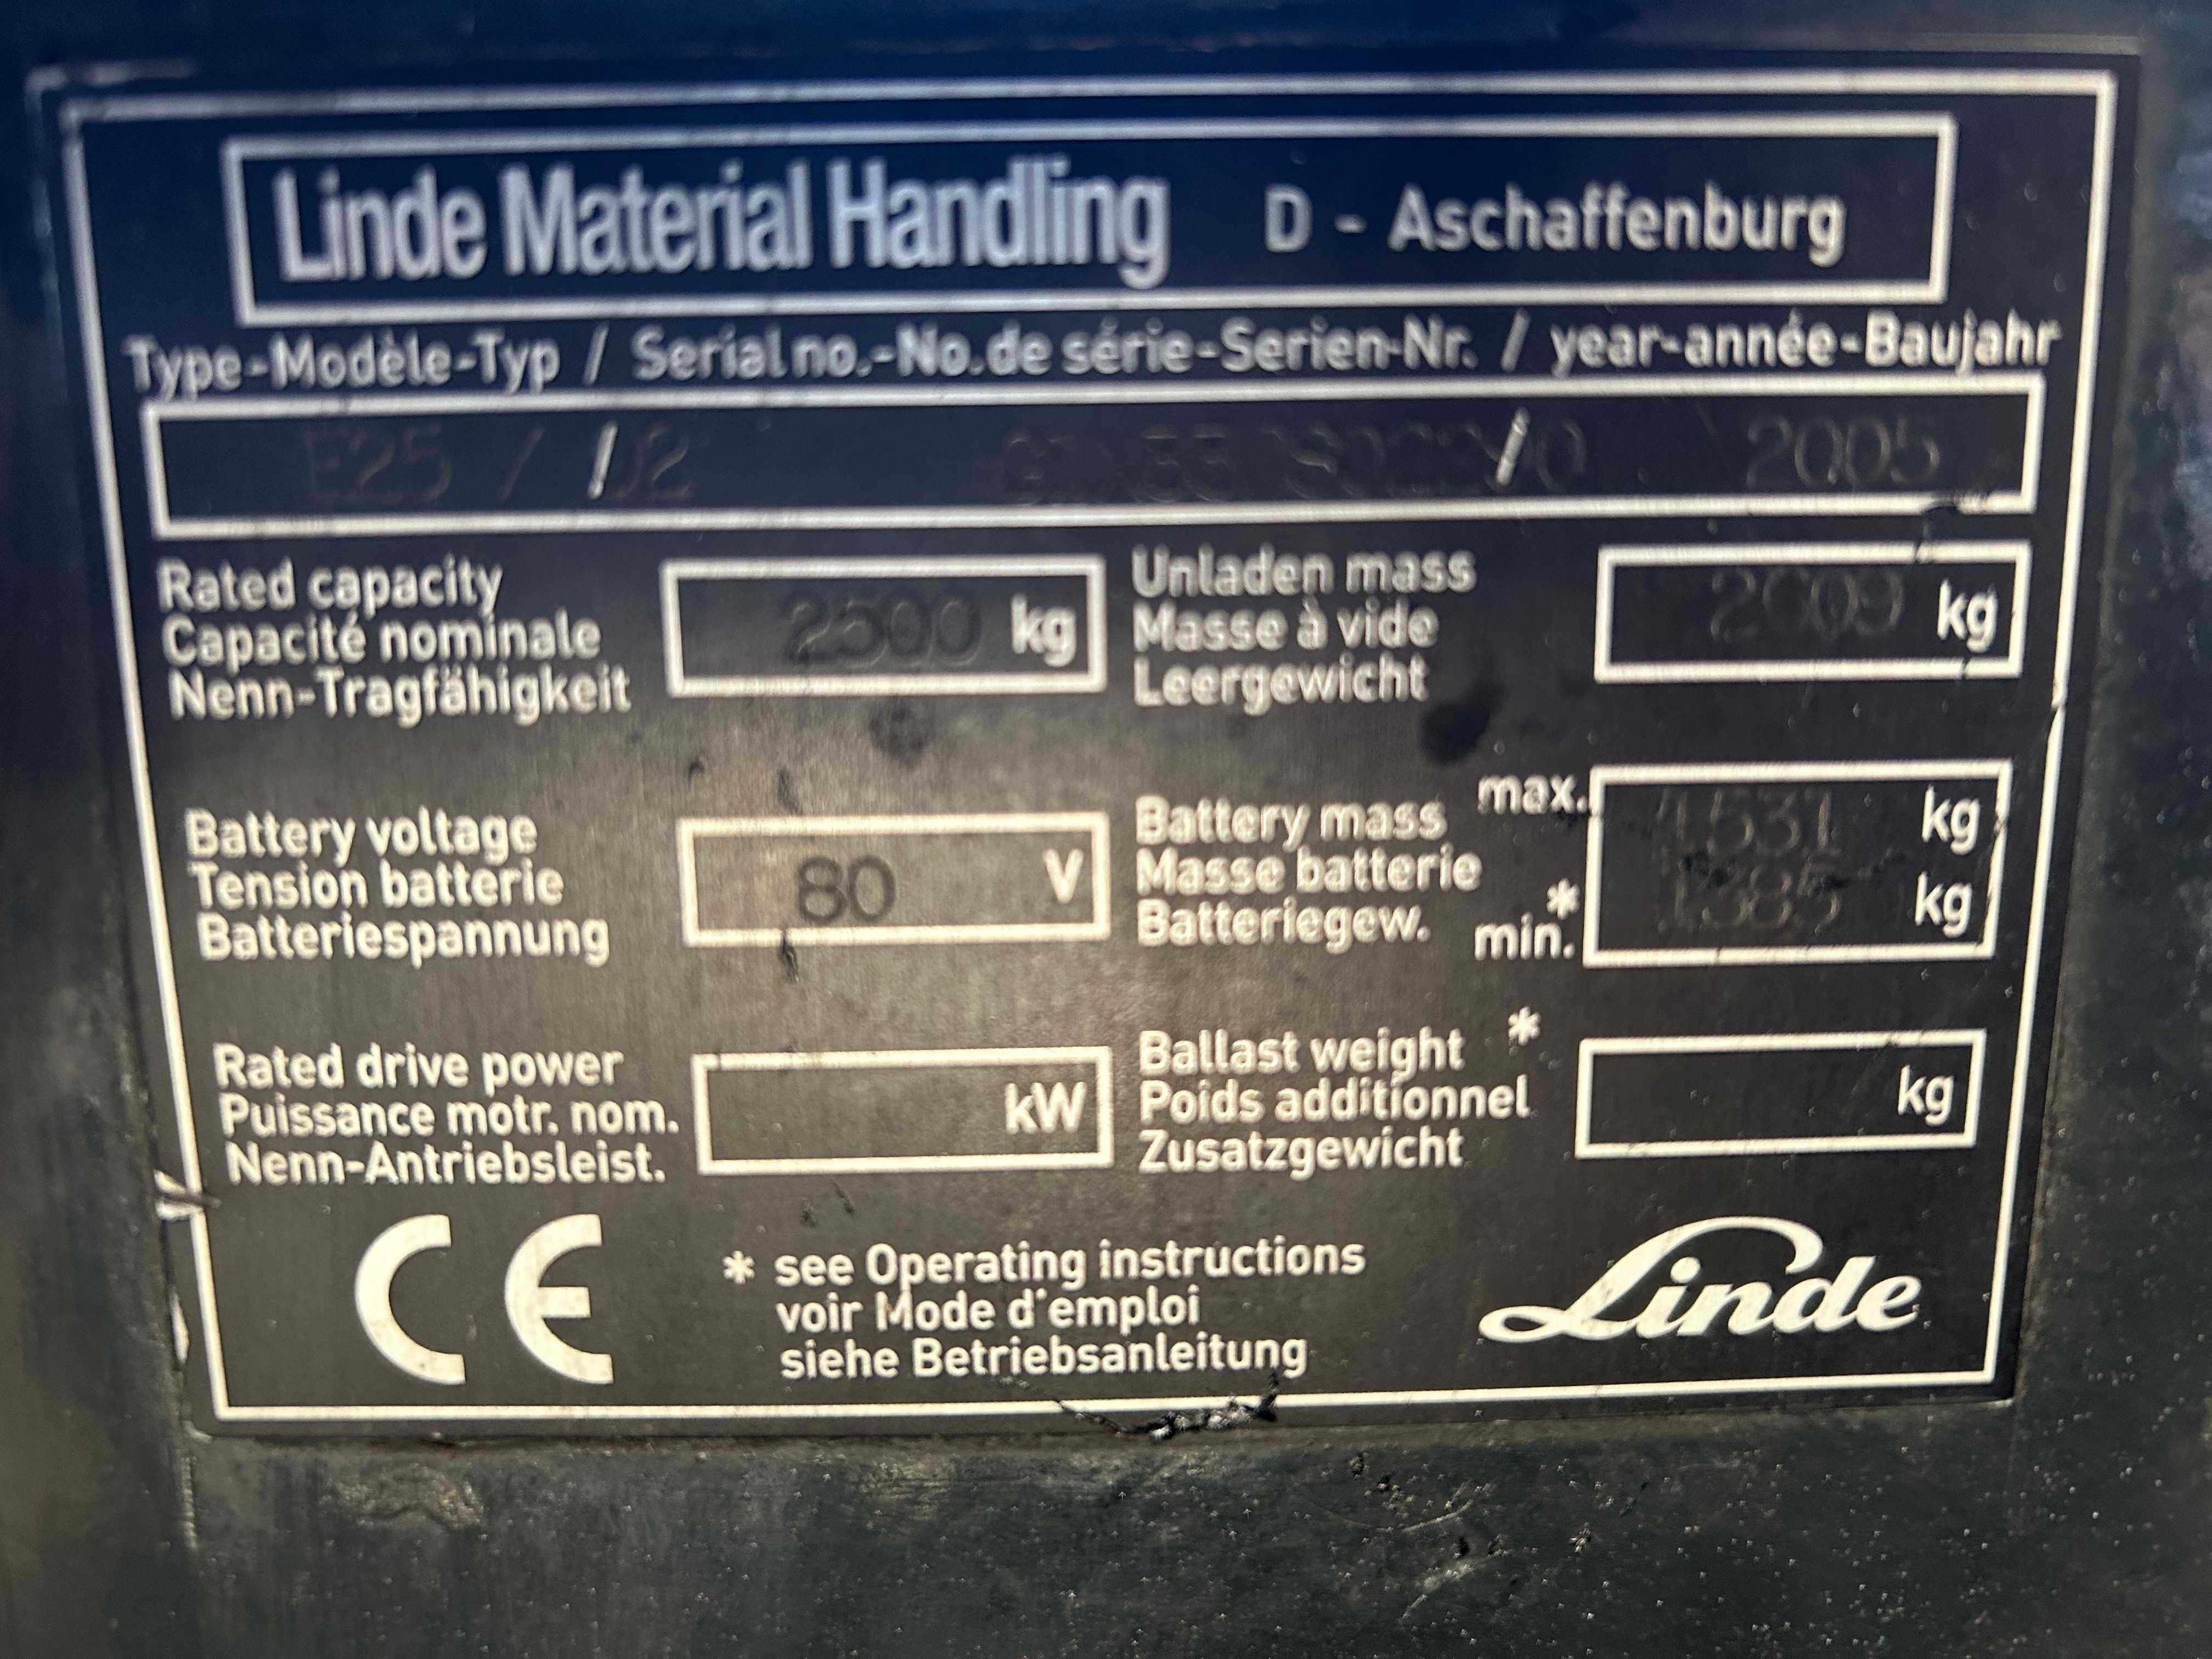 Linde Material Handling D - Aschaffenburg
Type-Modèle-Typ / Serial no.-No.de série-Serien-Nr. / year-année-Baujahr
E25 / / 02 / 2005
Rated capacity
Capacité nominale
Nenn-Tragfähigkeit
2500 kg
Unladen mass
Masse à vide
Leergewicht
kg
Battery voltage
Tension batterie
Batteriespannung
80 V
Battery mass
Masse batterie
Batteriegew.
max. 1531 kg
* min. 1385 kg
Rated drive power
Puissance motr. nom.
Nenn-Antriebsleist.
kW
Ballast weight *
Poids additionnel
Zusatzgewicht
kg
CE
* see Operating instructions
voir Mode d'emploi
siehe Betriebsanleitung
Linde